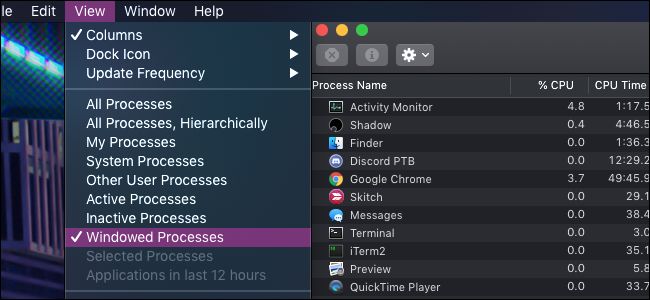 le Edit View Window Help
Columns
Dock Icon
Update Frequency
All Processes
All Processes, Hierarchically
My Processes
System Processes
Other User Processes
Active Processes
Inactive Processes
Windowed Processes
Selected Processes
Applications in last 12 hours
Process Name % CPU CPU Time
Activity Monitor 4.8 1:17.5
Shadow 0.4 4:46.5
Finder 0.0 1:36.3
Discord PTB 0.0 12:29.2
Google Chrome 3.7 49:45.9
Skitch 0.0 29.1
Messages 0.0 38.4
Terminal 0.0 3.0
iTerm2 0.0 35.1
Preview 0.0 5.8
QuickTime Player 0.0 33.7